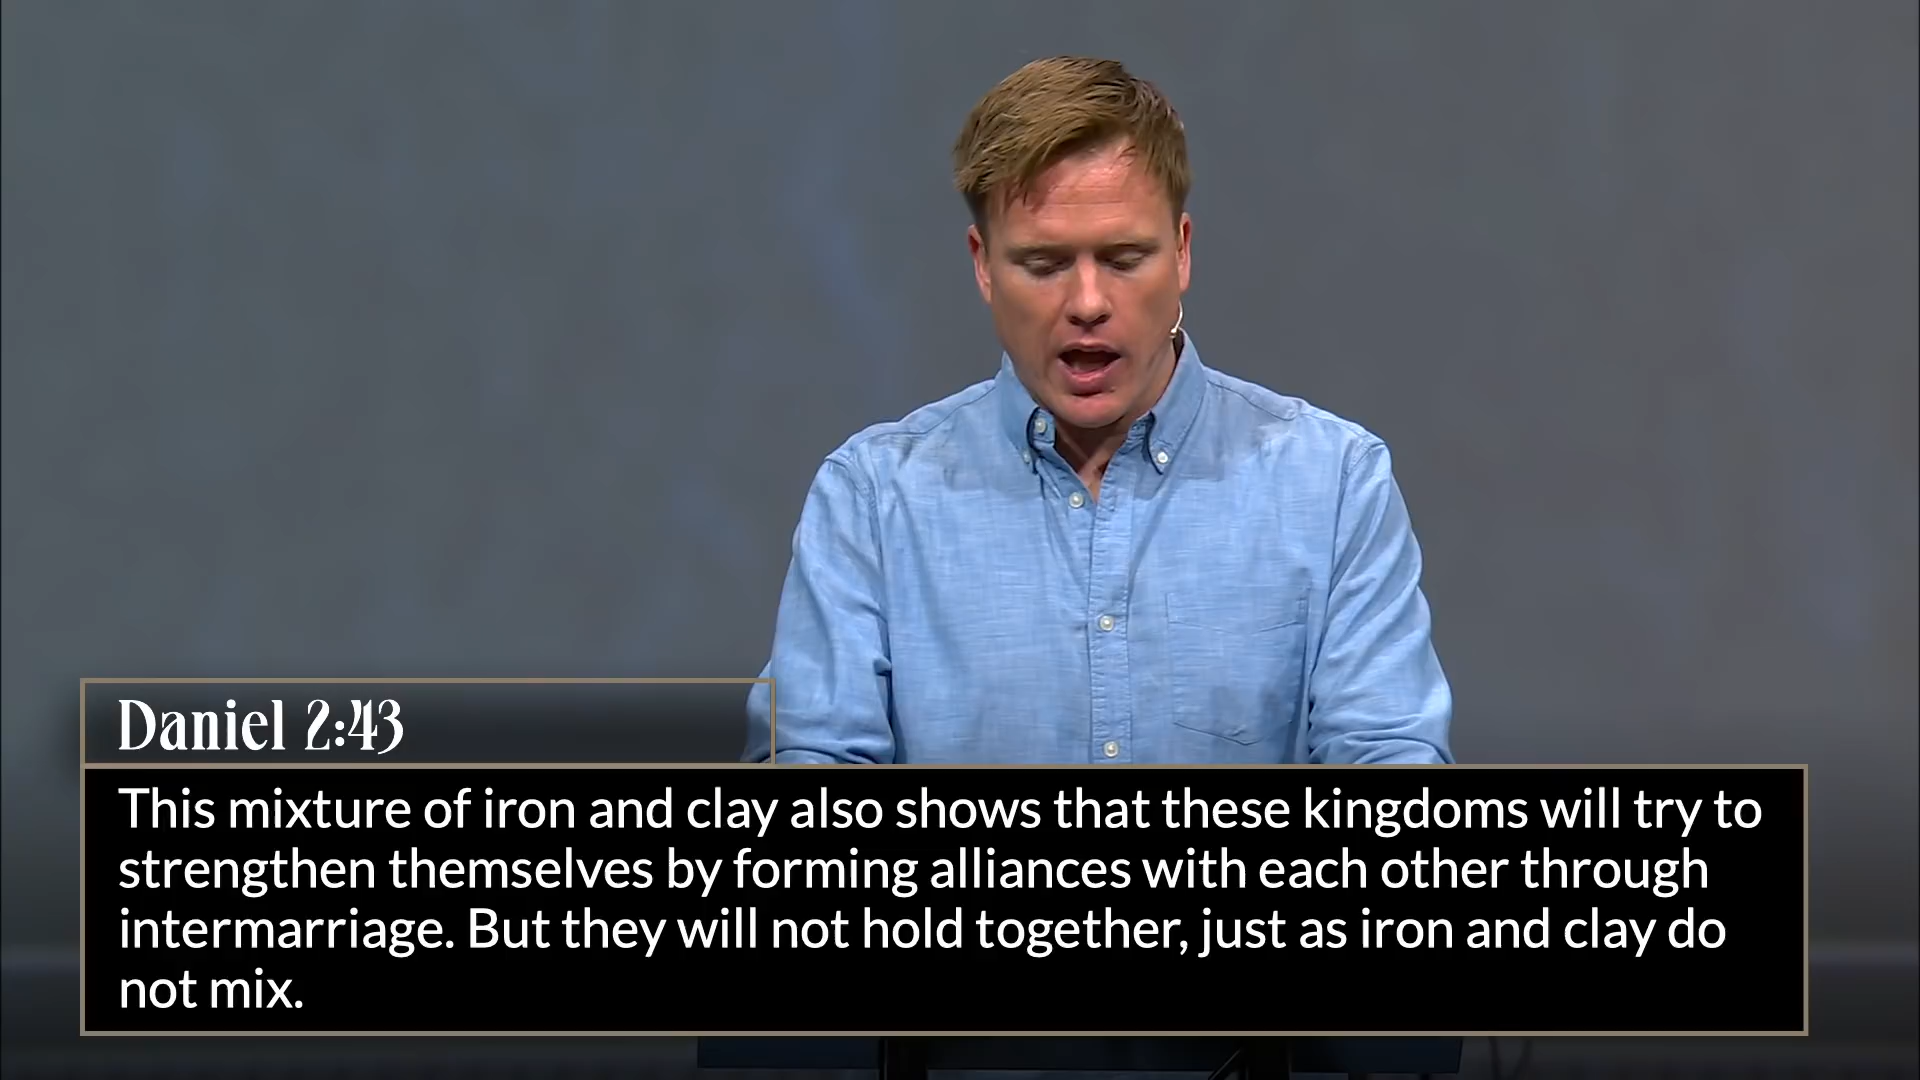 Daniel 2:43
This mixture of iron and clay also shows that these kingdoms will try to
strengthen themselves by forming alliances with each other through
intermarriage. But they will not hold together, just as iron and clay do
not mix.